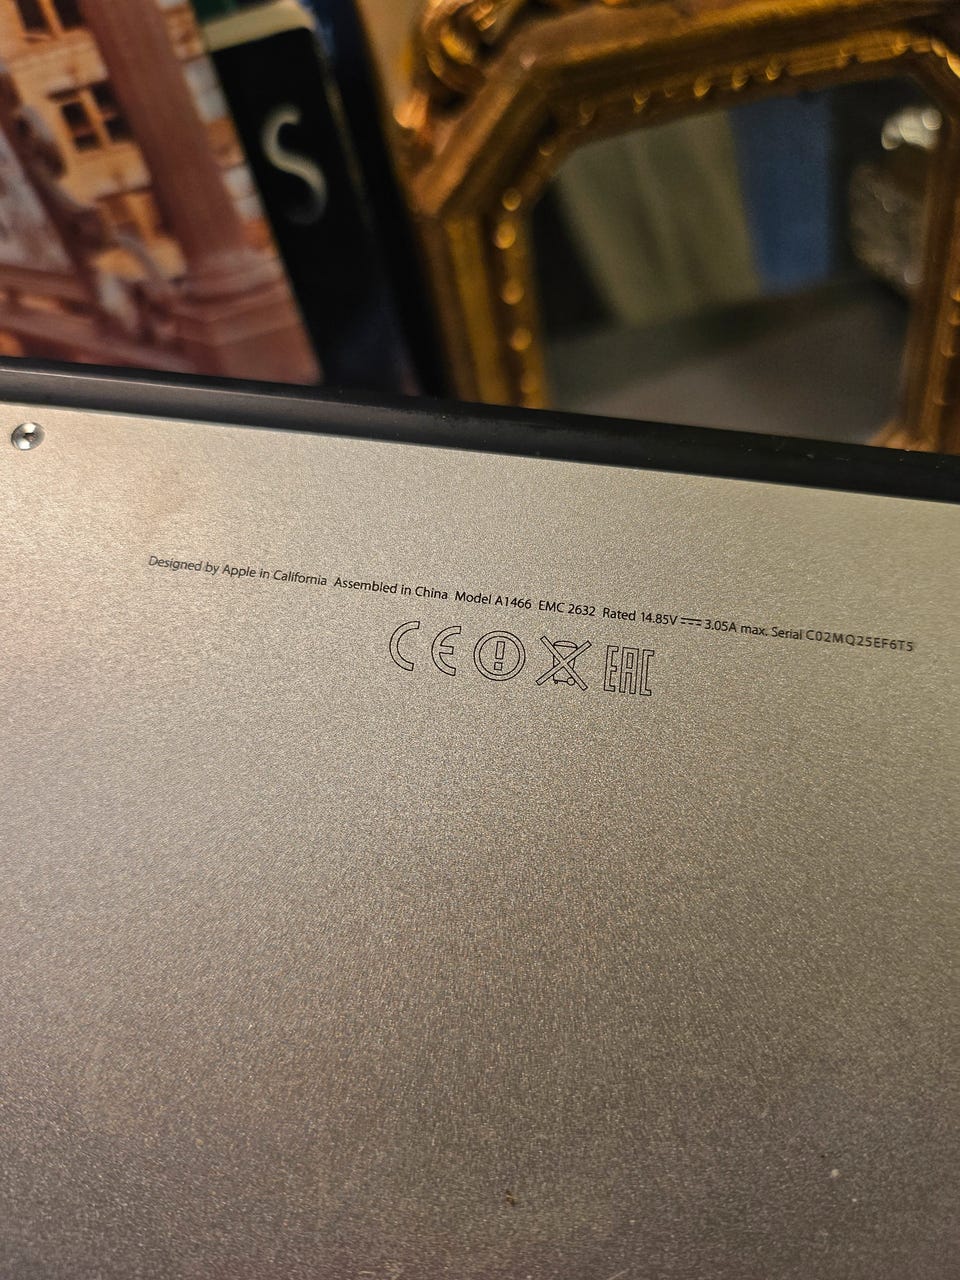 S
Designed by Apple in California Assembled in China Model A1466 EMC 2632 Rated 14.85V ⎓ 3.05A max. Serial C02MQ25EF6T5
CE EAC